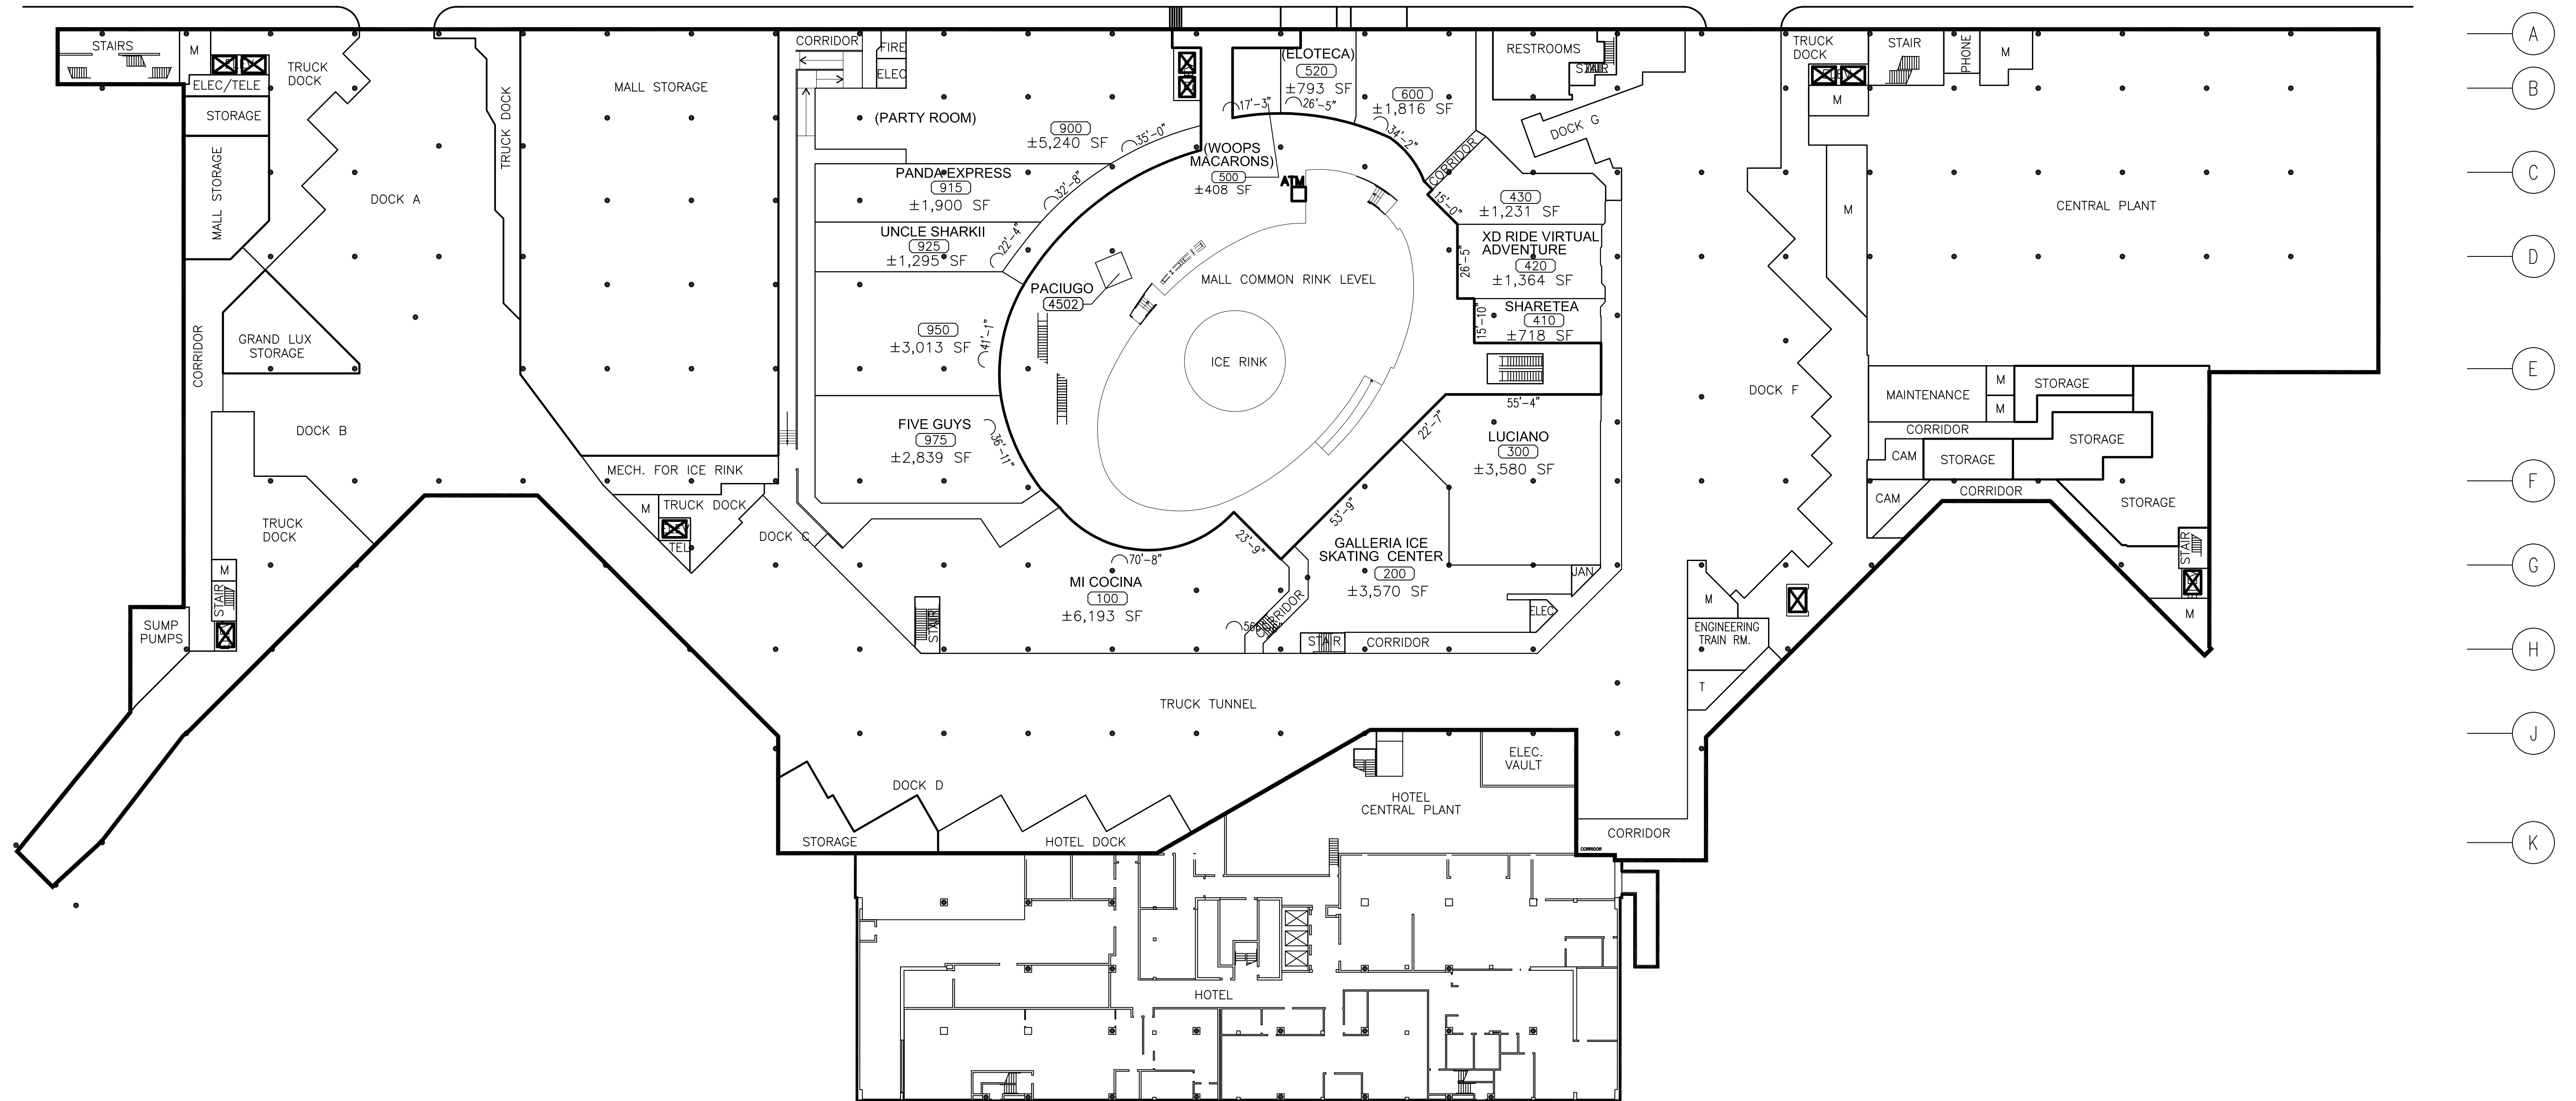 STAIRS
M
ELEC/TELE
STORAGE
MALL STORAGE
TRUCK
DOCK
DOCK A
TRUCK DOCK
MALL STORAGE
CORRIDOR
FIRE
ELEC
(PARTY ROOM)
900
±5,240 SF
35'-0"
PANDA EXPRESS
915
±1,900 SF
32'-8"
UNCLE SHARKII
925
±1,295 SF
22'-4"
950
±3,013 SF
41'-1"
FIVE GUYS
975
±2,839 SF
36'-11"
PACIUGO
4502
(ELOTECA)
520
±793 SF
17'-3"
26'-5"
(WOOPS
MACARONS)
500
±408 SF
ATM
600
±1,816 SF
34'-2"
CORRIDOR
RESTROOMS
STAIR
DOCK G
430
±1,231 SF
15'-0"
XD RIDE VIRTUAL
ADVENTURE
420
±1,364 SF
26'-5"
SHARETEA
410
±718 SF
15'-10"
MALL COMMON RINK LEVEL
ICE RINK
55'-4"
22'-7"
LUCIANO
300
±3,580 SF
53'-9"
23'-9"
GALLERIA ICE
SKATING CENTER
200
±3,570 SF
JAN
ELEC
CORRIDOR
STAIR
CORRIDOR
70'-8"
MI COCINA
100
±6,193 SF
STAIR
TRUCK
DOCK
STAIR
PHONE
M
M
M
CENTRAL PLANT
DOCK F
MAINTENANCE
M
M
STORAGE
CORRIDOR
STORAGE
CAM
STORAGE
CAM
CORRIDOR
STORAGE
STAIR
M
M
ENGINEERING
TRAIN RM.
T
CORRIDOR
GRAND LUX
STORAGE
DOCK B
TRUCK
DOCK
M
STAIR
SUMP
PUMPS
MECH. FOR ICE RINK
M
TRUCK DOCK
TEL
DOCK C
TRUCK TUNNEL
DOCK D
STORAGE
HOTEL DOCK
ELEC.
VAULT
HOTEL
CENTRAL PLANT
CORRIDOR
CORRIDOR
HOTEL
A
B
C
D
E
F
G
H
J
K